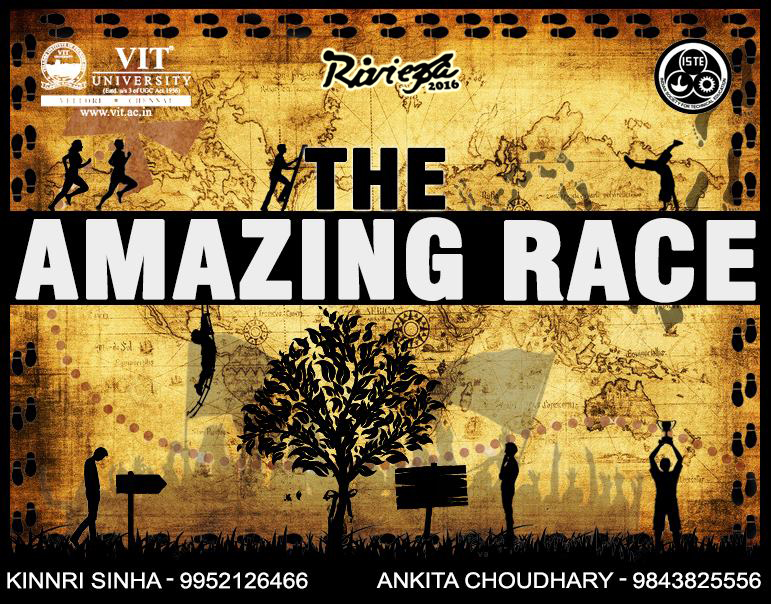 VIT®
UNIVERSITY
(Estd. u/s 3 of UGC Act 1956)
VELLORE CHENNAI
www.vit.ac.in
Riviera
2016
ISTE
THE
AMAZING RACE
AFRICA
KINNRI SINHA - 9952126466
ANKITA CHOUDHARY - 9843825556